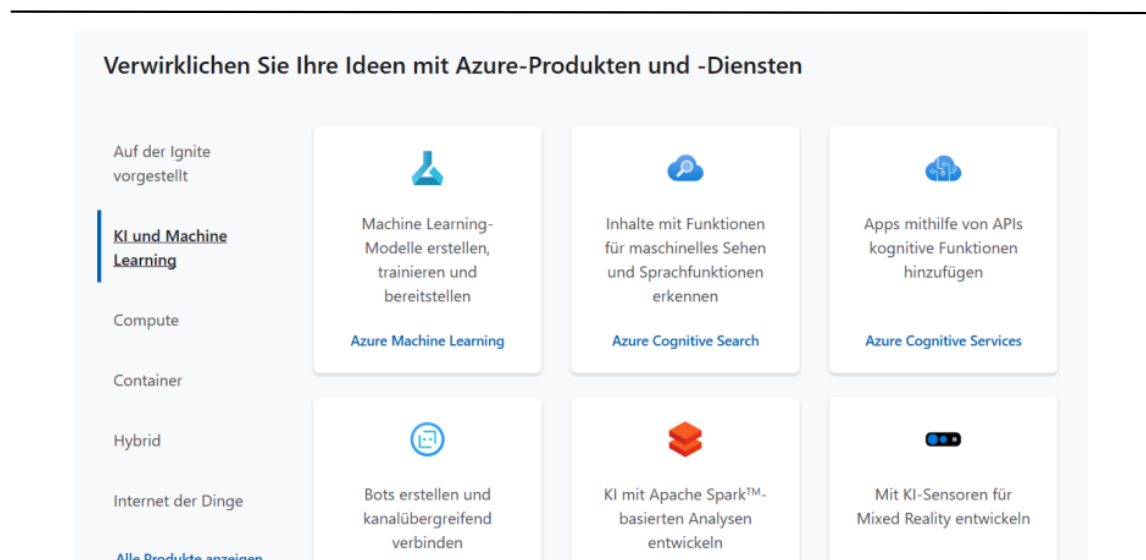 Verwirklichen Sie Ihre Ideen mit Azure-Produkten und -Diensten
Auf der Ignite
vorgestellt
KI und Machine
Learning
Compute
Container
Hybrid
Internet der Dinge
Alle Produkte anzeigen
Machine Learning-
Modelle erstellen,
trainieren und
bereitstellen
Azure Machine Learning
Inhalte mit Funktionen
für maschinelles Sehen
und Sprachfunktionen
erkennen
Azure Cognitive Search
Apps mithilfe von APIs
kognitive Funktionen
hinzufügen
Azure Cognitive Services
Bots erstellen und
kanalübergreifend
verbinden
KI mit Apache Spark™-
basierten Analysen
entwickeln
Mit KI-Sensoren für
Mixed Reality entwickeln